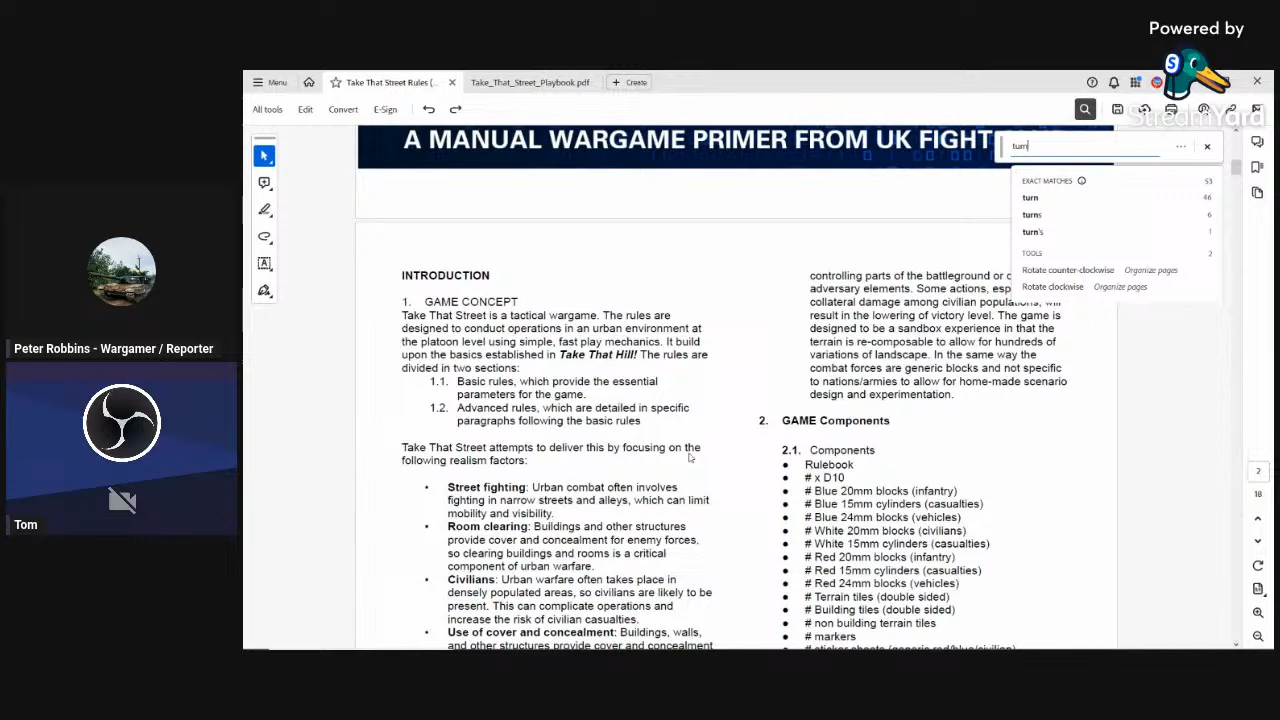 Powered by
StreamYard
Menu
Take That Street Rules (...
Take_That_Street_Playbook.pdf
Create
All tools
Edit
Convert
E-Sign
A MANUAL WARGAME PRIMER FROM UK FIGHT
turn
EXACT MATCHES
53
turn
46
turns
6
turn's
1
TOOLS
2
Rotate counter-clockwise Organize pages
Rotate clockwise Organize pages
INTRODUCTION
1. GAME CONCEPT
Take That Street is a tactical wargame. The rules are
designed to conduct operations in an urban environment at
the platoon level using simple, fast play mechanics. It build
upon the basics established in Take That Hill! The rules are
divided in two sections:
1.1. Basic rules, which provide the essential
parameters for the game.
1.2. Advanced rules, which are detailed in specific
paragraphs following the basic rules
Take That Street attempts to deliver this by focusing on the
following realism factors:
• Street fighting: Urban combat often involves
fighting in narrow streets and alleys, which can limit
mobility and visibility.
• Room clearing: Buildings and other structures
provide cover and concealment for enemy forces,
so clearing buildings and rooms is a critical
component of urban warfare.
• Civilians: Urban warfare often takes place in
densely populated areas, so civilians are likely to be
present. This can complicate operations and
increase the risk of civilian casualties.
• Use of cover and concealment: Buildings, walls,
and other structures provide cover and concealment
controlling parts of the battleground or
adversary elements. Some actions,
collateral damage among civilian populations, will
result in the lowering of victory level. The game is
designed to be a sandbox experience in that the
terrain is re-composable to allow for hundreds of
variations of landscape. In the same way the
combat forces are generic blocks and not specific
to nations/armies to allow for home-made scenario
design and experimentation.
2. GAME Components
2.1. Components
● Rulebook
● # x D10
● # Blue 20mm blocks (infantry)
● # Blue 15mm cylinders (casualties)
● # Blue 24mm blocks (vehicles)
● # White 20mm blocks (civilians)
● # White 15mm cylinders (casualties)
● # Red 20mm blocks (infantry)
● # Red 15mm cylinders (casualties)
● # Red 24mm blocks (vehicles)
● # Terrain tiles (double sided)
● # Building tiles (double sided)
● # non building terrain tiles
● # markers
● # sticker sheets (generic red/blue/civilian)
2
18
Peter Robbins - Wargamer / Reporter
Tom